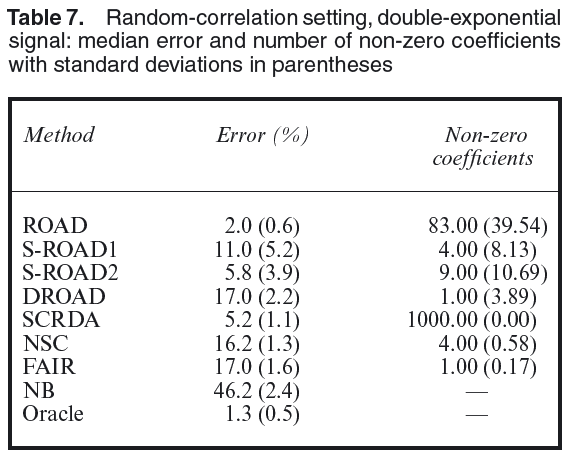 Table 7. Random-correlation setting, double-exponential
signal: median error and number of non-zero coefficients
with standard deviations in parentheses
Method Error (%) Non-zero
coefficients
ROAD 2.0 (0.6) 83.00 (39.54)
S-ROAD1 11.0 (5.2) 4.00 (8.13)
S-ROAD2 5.8 (3.9) 9.00 (10.69)
DROAD 17.0 (2.2) 1.00 (3.89)
SCRDA 5.2 (1.1) 1000.00 (0.00)
NSC 16.2 (1.3) 4.00 (0.58)
FAIR 17.0 (1.6) 1.00 (0.17)
NB 46.2 (2.4) —
Oracle 1.3 (0.5) —